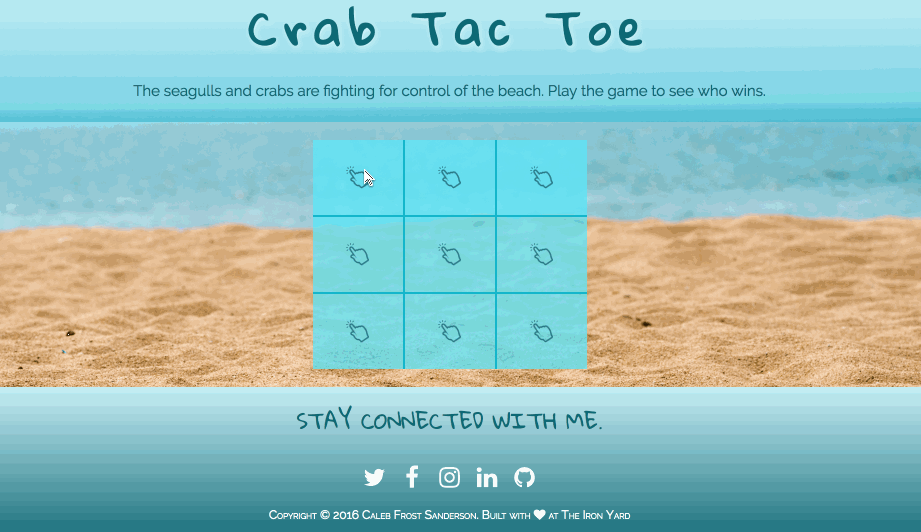 Crab Tac Toe
The seagulls and crabs are fighting for control of the beach. Play the game to see who wins.
STAY CONNECTED WITH ME.
Copyright © 2016 Caleb Frost Sanderson. Built with ♥ at The Iron Yard